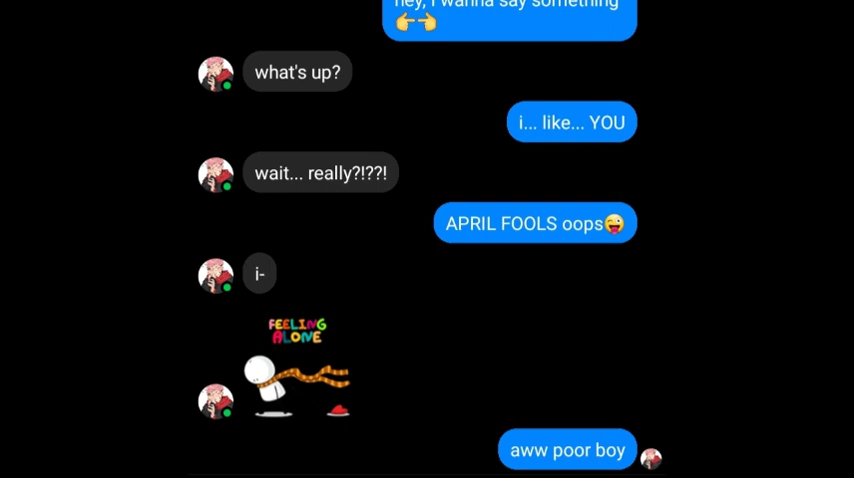 hey, i wanna say something
👉👈
what's up?
i... like... YOU
wait... really?!??!
APRIL FOOLS oops😜
i-
FEELING
ALONE
aww poor boy